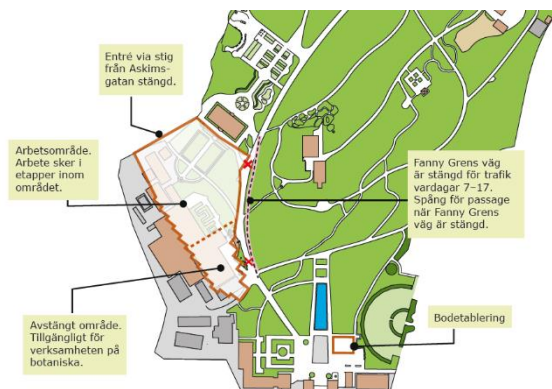 Entré via stig
från Askims-
gatan stängd.
Arbetsområde.
Arbete sker i
etapper inom
området.
Fanny Grens väg
är stängd för trafik
vardagar 7–17.
Spång för passage
när Fanny Grens
väg är stängd.
Avstängt område.
Tillgängligt för
verksamheten på
botaniska.
Bodetablering